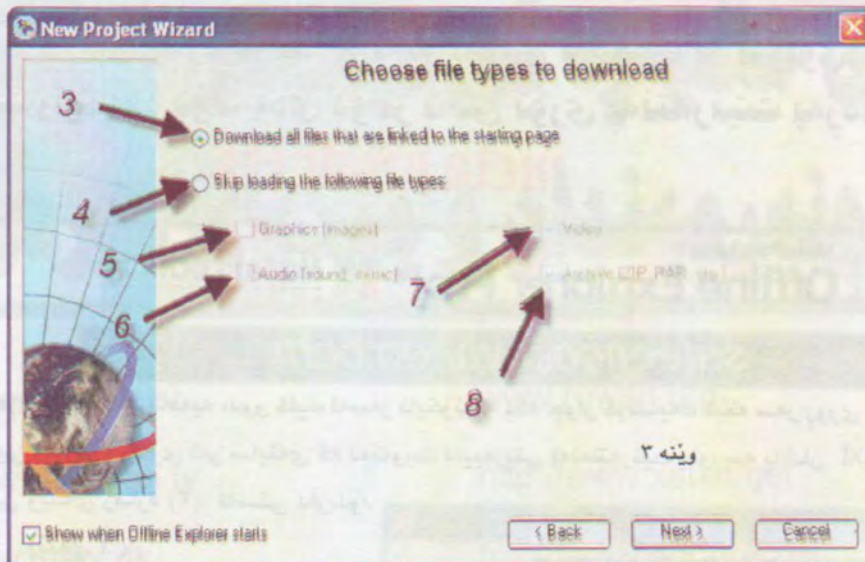 New Project Wizard
Choose file types to download
3
Download all files that are linked to the starting page
Skip loading the following file types:
4
5
Graphics (images)
Video
Audio (sound, music)
7
Archive (ZIP, RAR, etc)
6
8
وێنە ٣
Show when Offline Explorer starts
< Back
Next >
Cancel